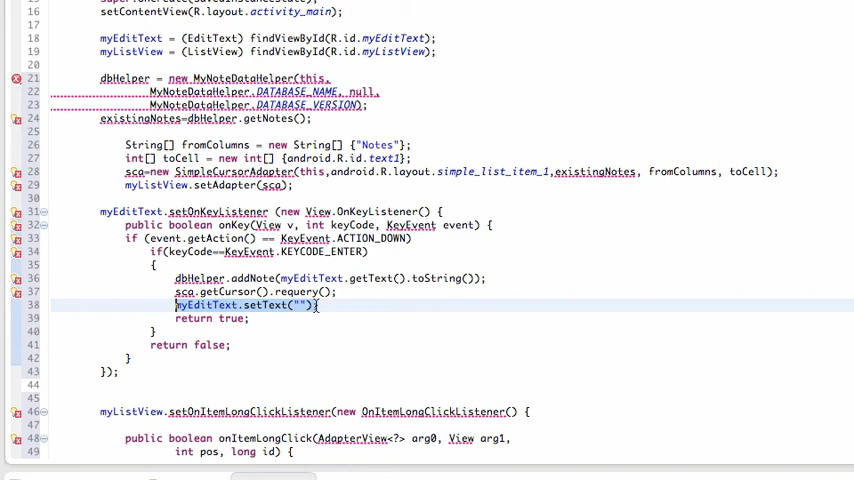 15 super.onCreate(savedInstanceState);
16 setContentView(R.layout.activity_main);
17
18 myEditText = (EditText) findViewById(R.id.myEditText);
19 myListView = (ListView) findViewById(R.id.myListView);
20
21 dbHelper = new MyNoteDataHelper(this,
22 MyNoteDataHelper.DATABASE_NAME, null,
23 MyNoteDataHelper.DATABASE_VERSION);
24 existingNotes=dbHelper.getNotes();
25
26 String[] fromColumns = new String[] {"Notes"};
27 int[] toCell = new int[] {android.R.id.text1};
28 sca=new SimpleCursorAdapter(this,android.R.layout.simple_list_item_1,existingNotes, fromColumns, toCell);
29 myListView.setAdapter(sca);
30
31 myEditText.setOnKeyListener (new View.OnKeyListener() {
32 public boolean onKey(View v, int keyCode, KeyEvent event) {
33 if (event.getAction() == KeyEvent.ACTION_DOWN)
34 if(keyCode==KeyEvent.KEYCODE_ENTER)
35 {
36 dbHelper.addNote(myEditText.getText().toString());
37 sca.getCursor().requery();
38 myEditText.setText("");
39 return true;
40 }
41 return false;
42 }
43 });
44
45
46 myListView.setOnItemLongClickListener(new OnItemLongClickListener() {
47
48 public boolean onItemLongClick(AdapterView<?> arg0, View arg1,
49 int pos, long id) {